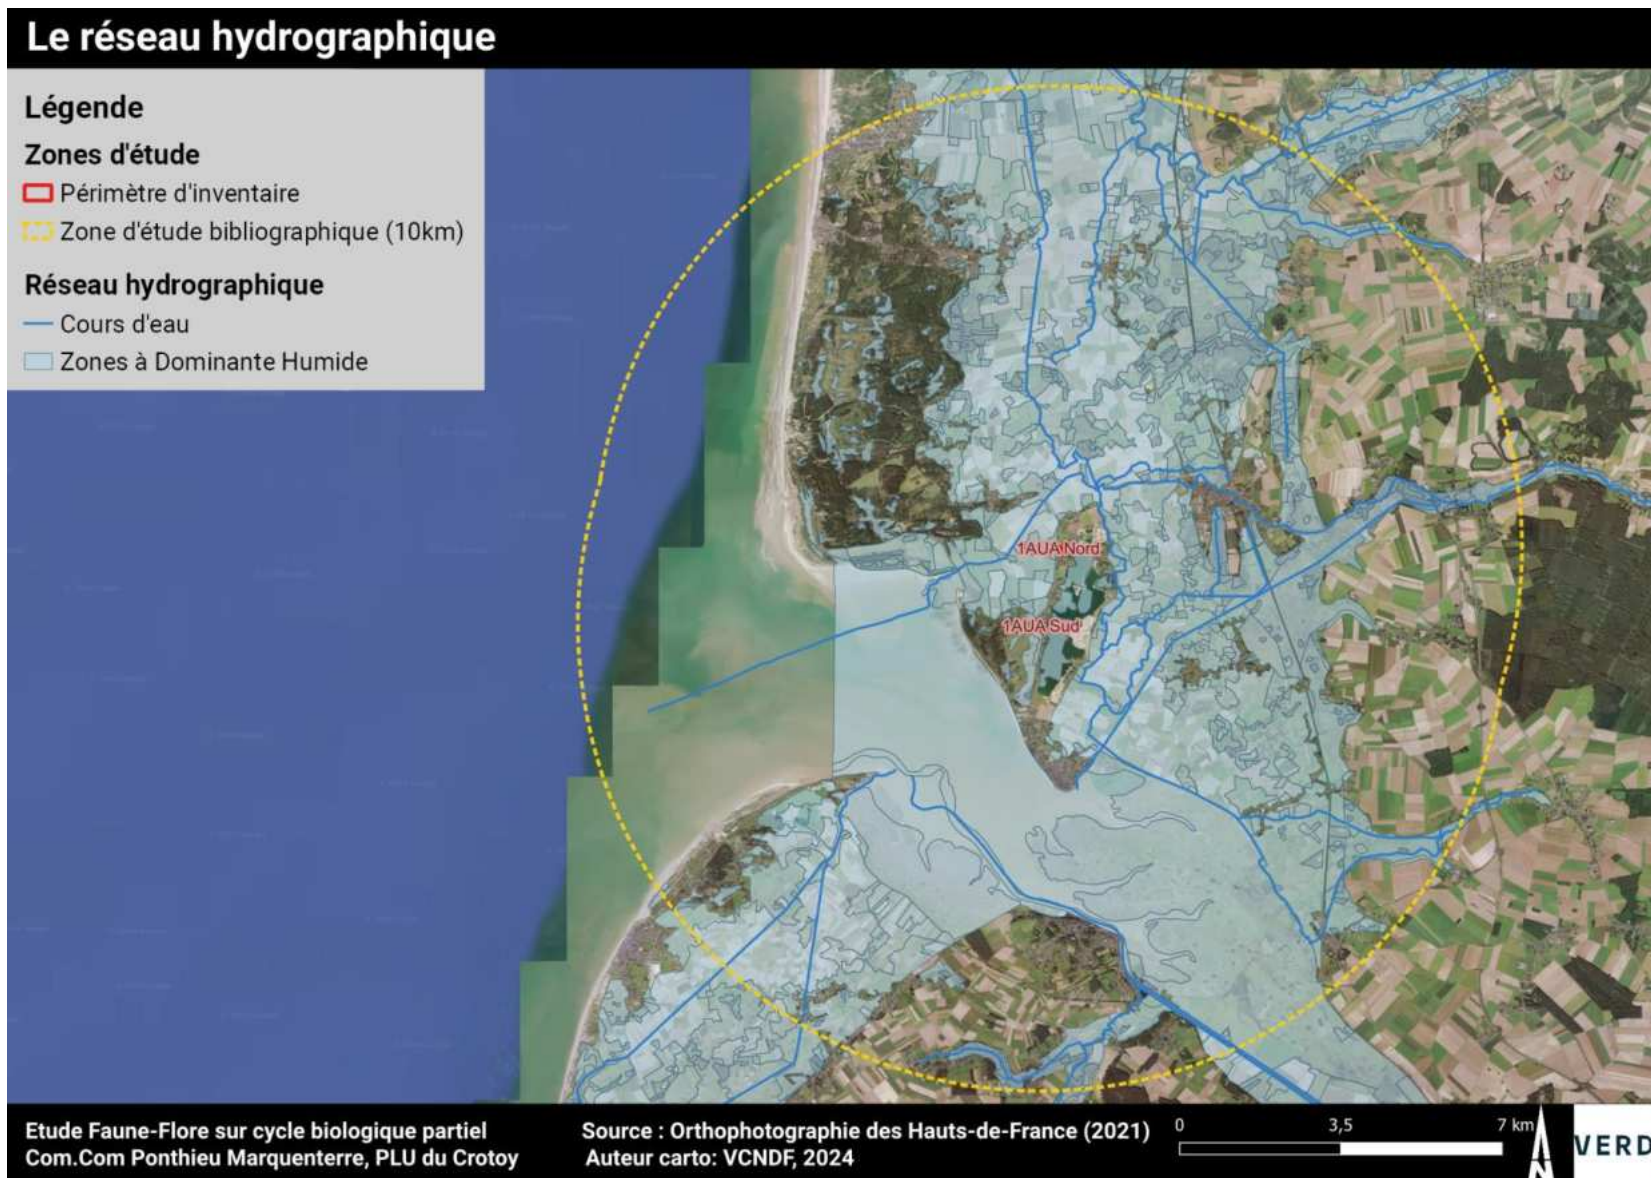 Le réseau hydrographique
Légende
Zones d'étude
Périmètre d'inventaire
Zone d'étude bibliographique (10km)
Réseau hydrographique
Cours d'eau
Zones à Dominante Humide
1AUA Nord
1AUA Sud
Etude Faune-Flore sur cycle biologique partiel
Com.Com Ponthieu Marquenterre, PLU du Crotoy
Source : Orthophotographie des Hauts-de-France (2021)
Auteur carto: VCNDF, 2024
0 3,5 7 km
N
VERD